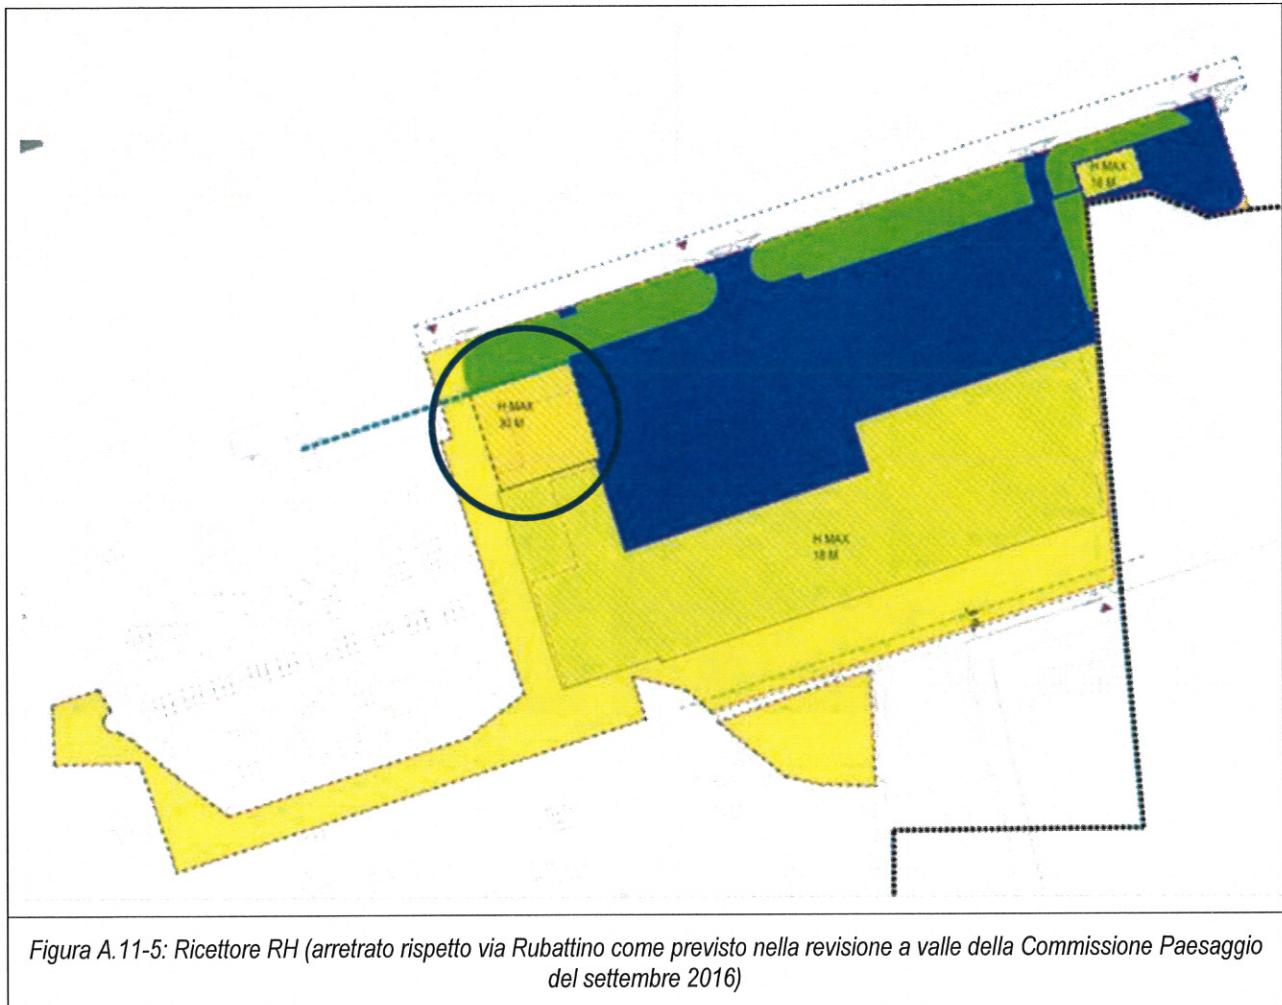 H MAX
18 M
H MAX
30 M
H MAX
18 M
Figura A.11-5: Ricettore RH (arretrato rispetto via Rubattino come previsto nella revisione a valle della Commissione Paesaggio
del settembre 2016)